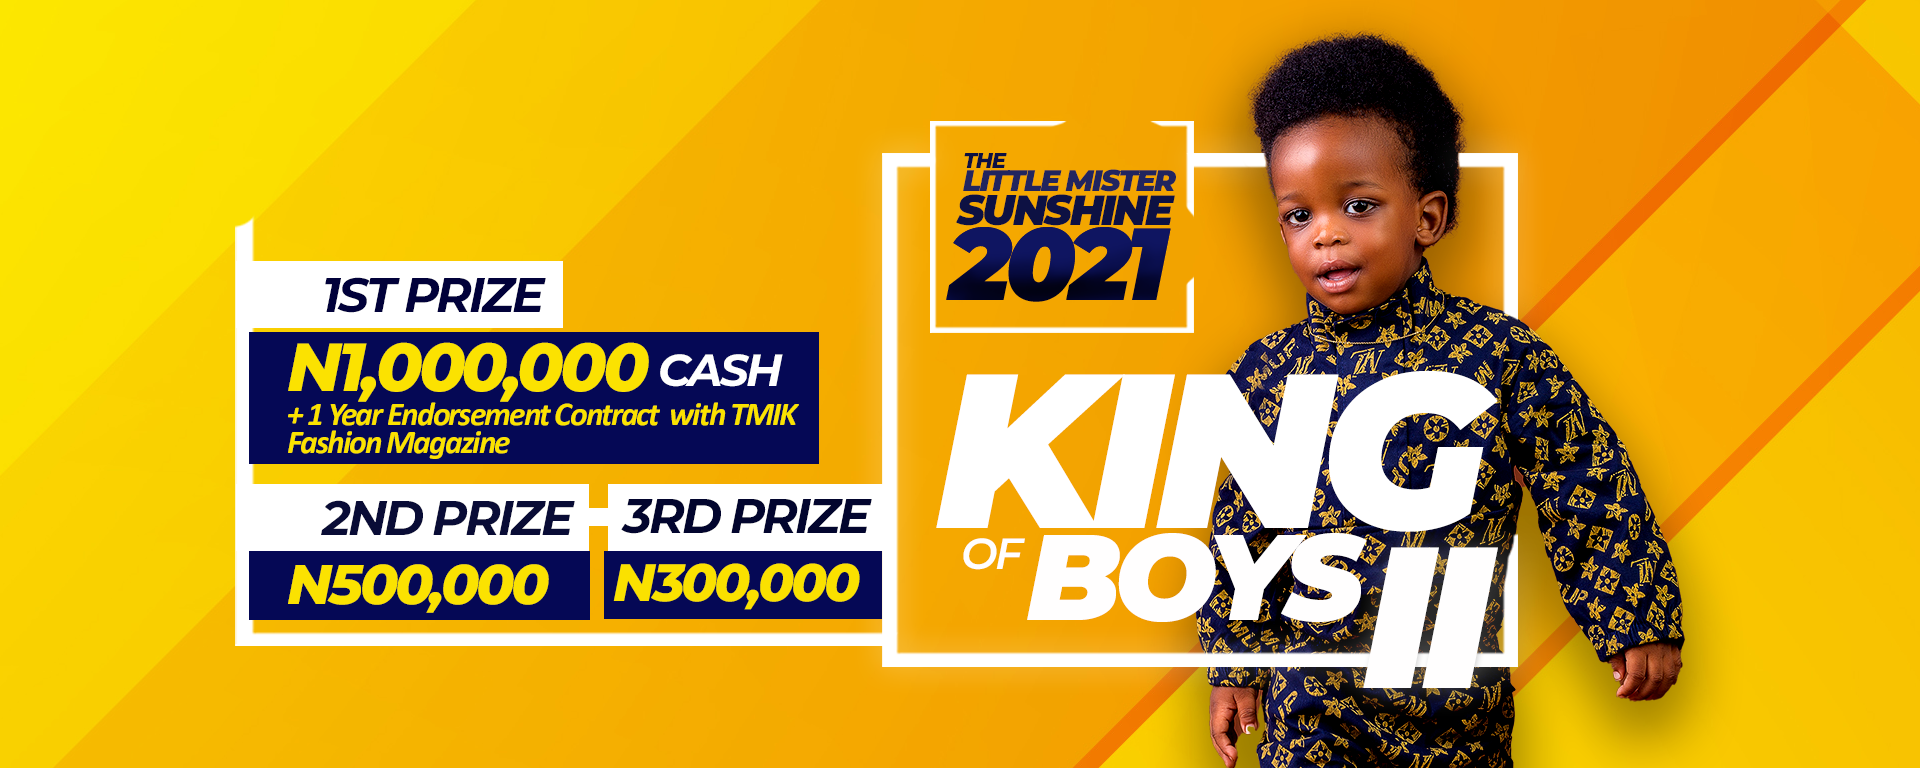 THE
LITTLE MISTER
SUNSHINE
2021
1ST PRIZE
N1,000,000 CASH
+ 1 Year Endorsement Contract with TMIK
Fashion Magazine
2ND PRIZE
N500,000
3RD PRIZE
N300,000
KING
OF BOYS
II